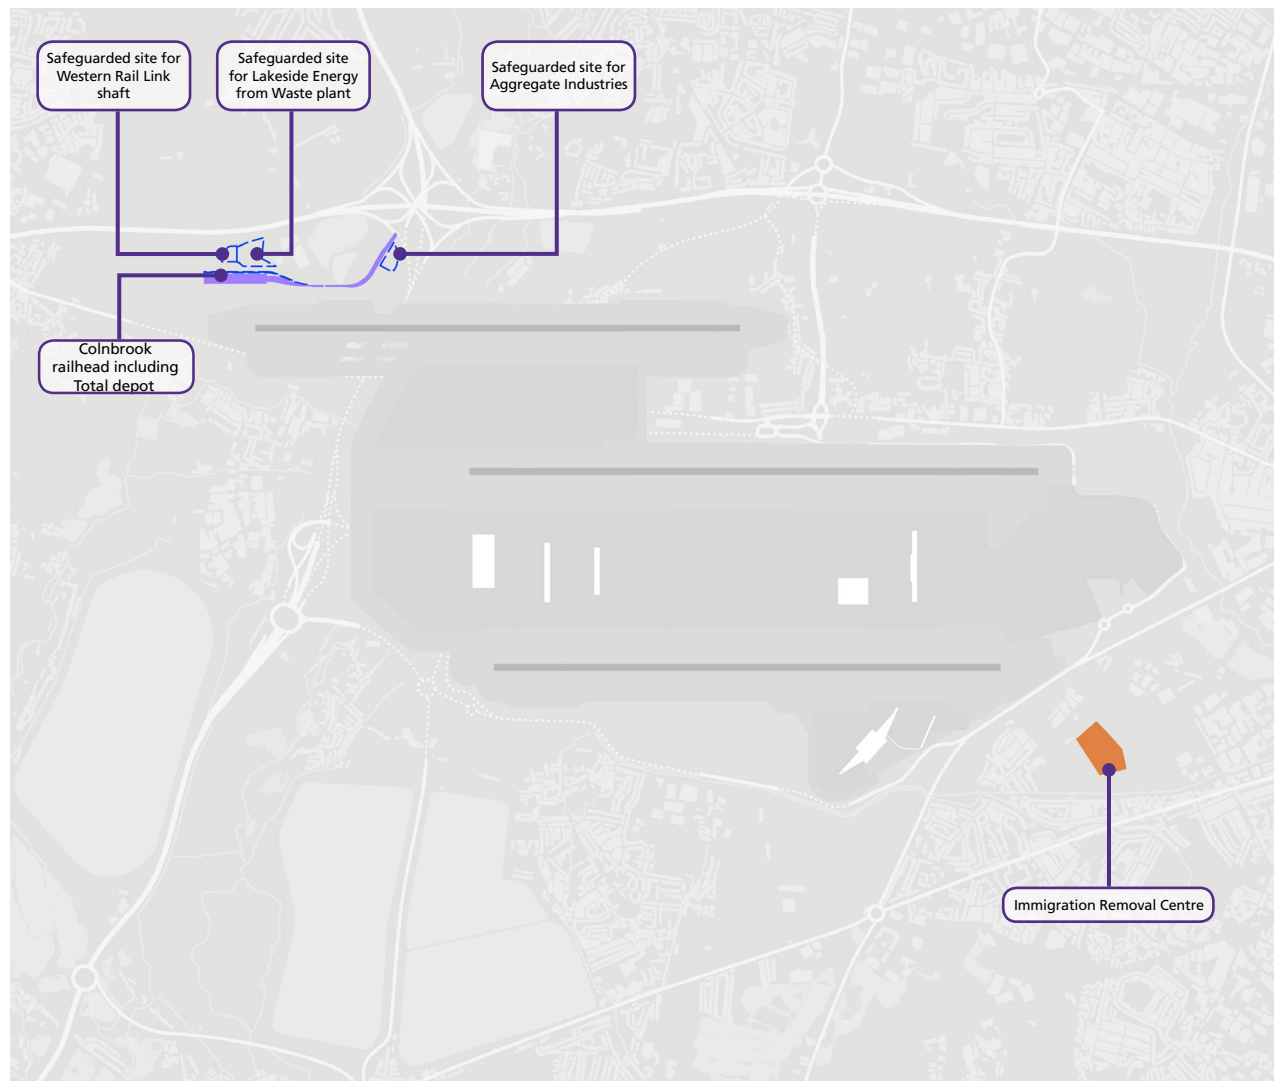 Safeguarded site for
Western Rail Link
shaft
Safeguarded site
for Lakeside Energy
from Waste plant
Safeguarded site for
Aggregate Industries
Colnbrook
railhead including
Total depot
Immigration Removal Centre